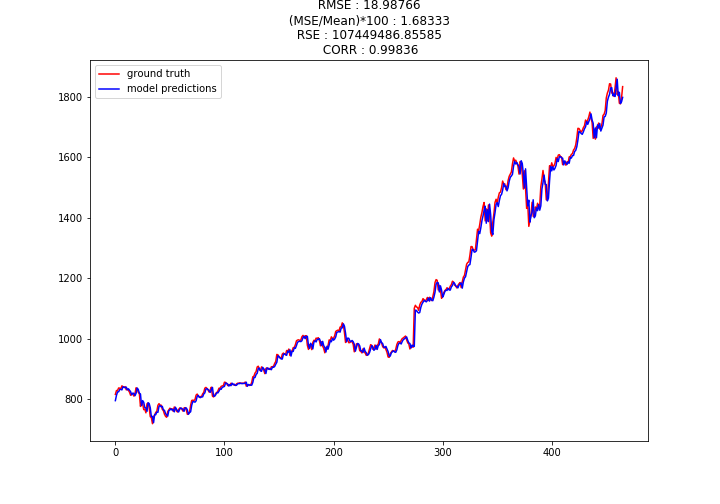 RMSE : 18.98766
(MSE/Mean)*100 : 1.68333
RSE : 107449486.85585
CORR : 0.99836
ground truth
model predictions
1800
1600
1400
1200
1000
800
0
100
200
300
400